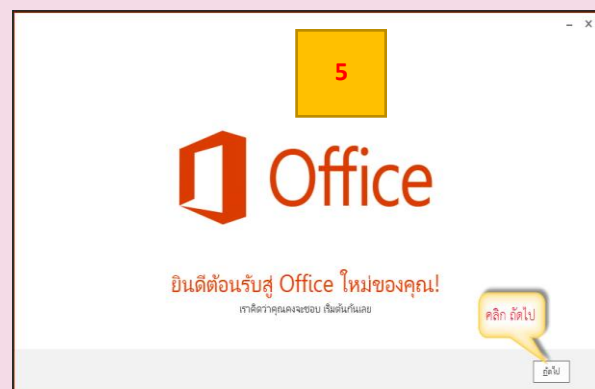 5
Office
ยินดีต้อนรับสู่ Office ใหม่ของคุณ!
เราคิดว่าคุณคงจะชอบ เริ่มต้นกันเลย
คลิก ถัดไป
ถัดไป